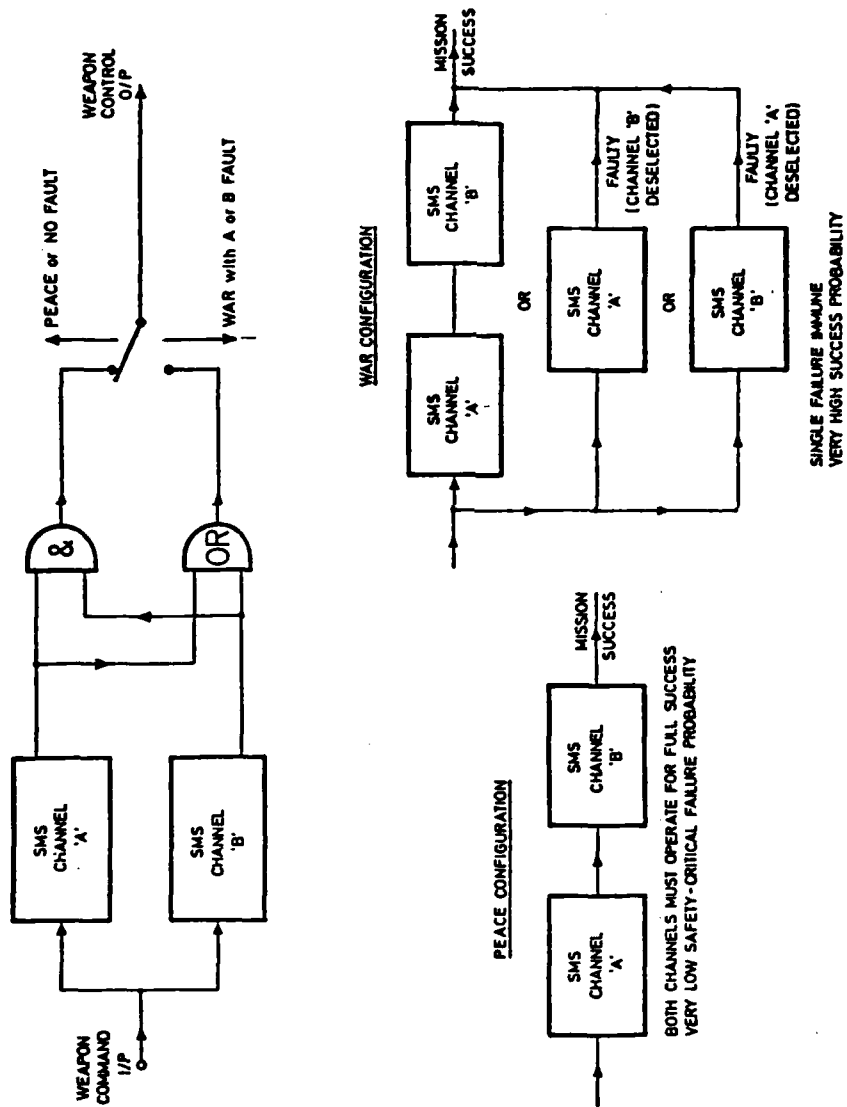 WEAPON
COMMAND
I/P
SMS
CHANNEL
'A'
SMS
CHANNEL
'B'
&
OR
PEACE or NO FAULT
WAR with A or B FAULT
WEAPON
CONTROL
O/P
PEACE CONFIGURATION
SMS
CHANNEL
'A'
SMS
CHANNEL
'B'
MISSION
SUCCESS
BOTH CHANNELS MUST OPERATE FOR FULL SUCCESS
VERY LOW SAFETY-CRITICAL FAILURE PROBABILITY
WAR CONFIGURATION
SMS
CHANNEL
'A'
SMS
CHANNEL
'B'
MISSION
SUCCESS
OR
SMS
CHANNEL
'A'
FAULTY
(CHANNEL 'B'
DESELECTED)
OR
SMS
CHANNEL
'B'
FAULTY
(CHANNEL 'A'
DESELECTED)
SINGLE FAILURE IMMUNE
VERY HIGH SUCCESS PROBABILITY